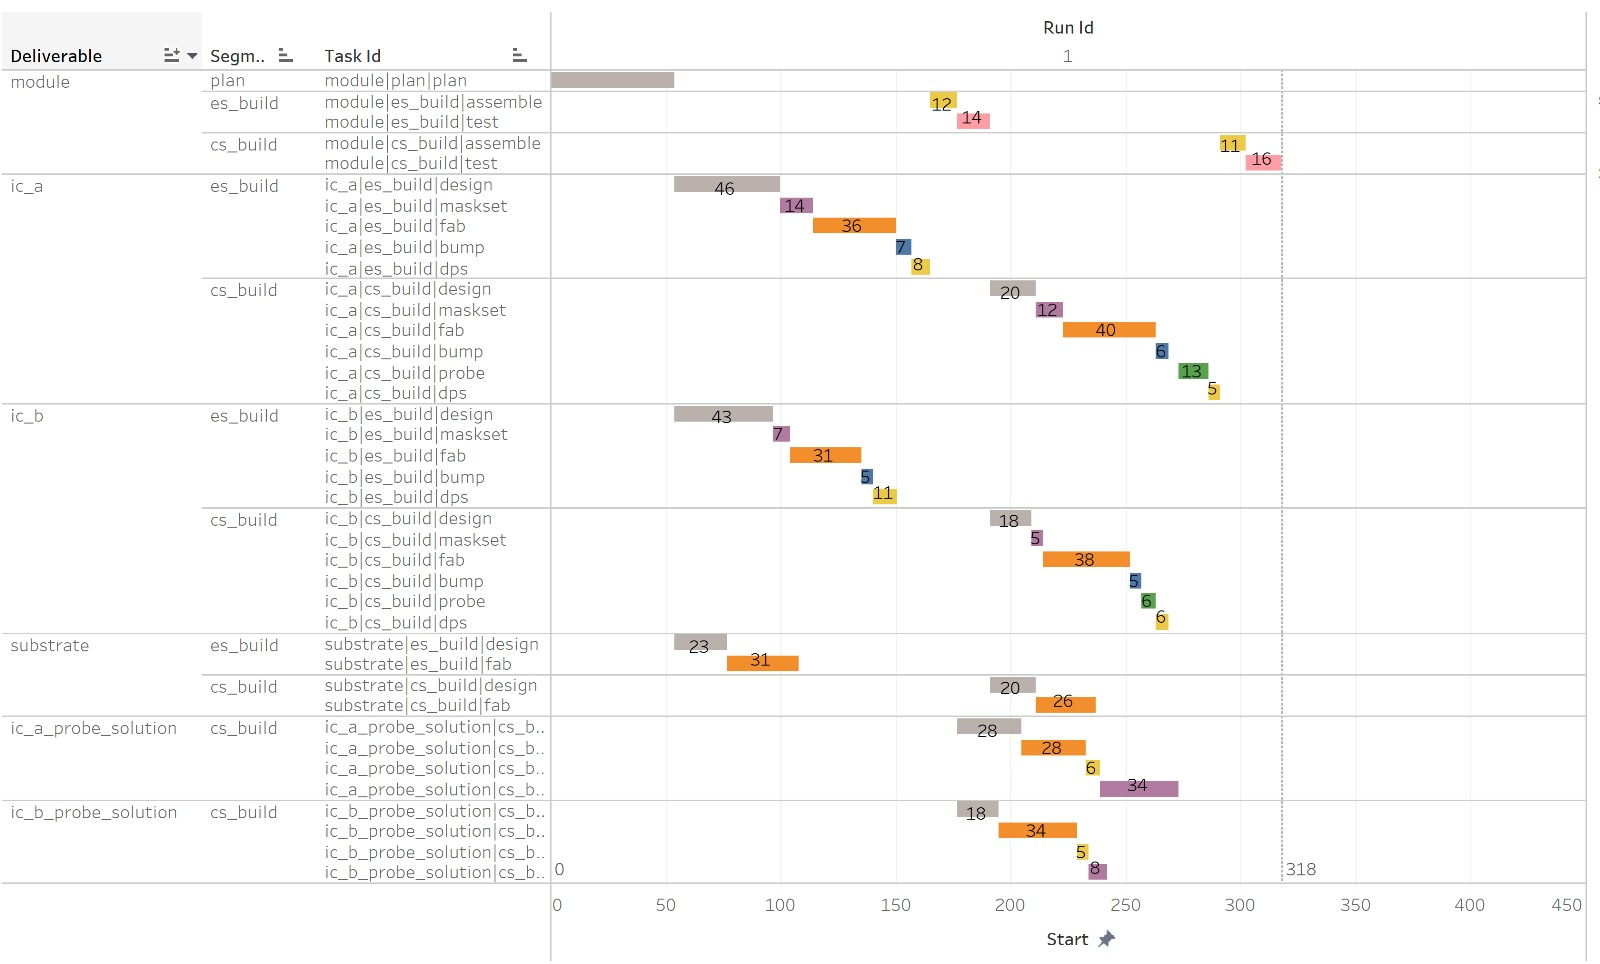 Run Id
Deliverable Segm.. Task Id 1
module plan module|plan|plan
es_build module|es_build|assemble 12
module|es_build|test 14
cs_build module|cs_build|assemble 11
module|cs_build|test 16
ic_a es_build ic_a|es_build|design 46
ic_a|es_build|maskset 14
ic_a|es_build|fab 36
ic_a|es_build|bump 7
ic_a|es_build|dps 8
cs_build ic_a|cs_build|design 20
ic_a|cs_build|maskset 12
ic_a|cs_build|fab 40
ic_a|cs_build|bump 6
ic_a|cs_build|probe 13
ic_a|cs_build|dps 5
ic_b es_build ic_b|es_build|design 43
ic_b|es_build|maskset 7
ic_b|es_build|fab 31
ic_b|es_build|bump 5
ic_b|es_build|dps 11
cs_build ic_b|cs_build|design 18
ic_b|cs_build|maskset 5
ic_b|cs_build|fab 38
ic_b|cs_build|bump 5
ic_b|cs_build|probe 6
ic_b|cs_build|dps 6
substrate es_build substrate|es_build|design 23
substrate|es_build|fab 31
cs_build substrate|cs_build|design 20
substrate|cs_build|fab 26
ic_a_probe_solution cs_build ic_a_probe_solution|cs_b.. 28
ic_a_probe_solution|cs_b.. 28
ic_a_probe_solution|cs_b.. 6
ic_a_probe_solution|cs_b.. 34
ic_b_probe_solution cs_build ic_b_probe_solution|cs_b.. 18
ic_b_probe_solution|cs_b.. 34
ic_b_probe_solution|cs_b.. 5
ic_b_probe_solution|cs_b.. 0 8 318
0 50 100 150 200 250 300 350 400 450
Start